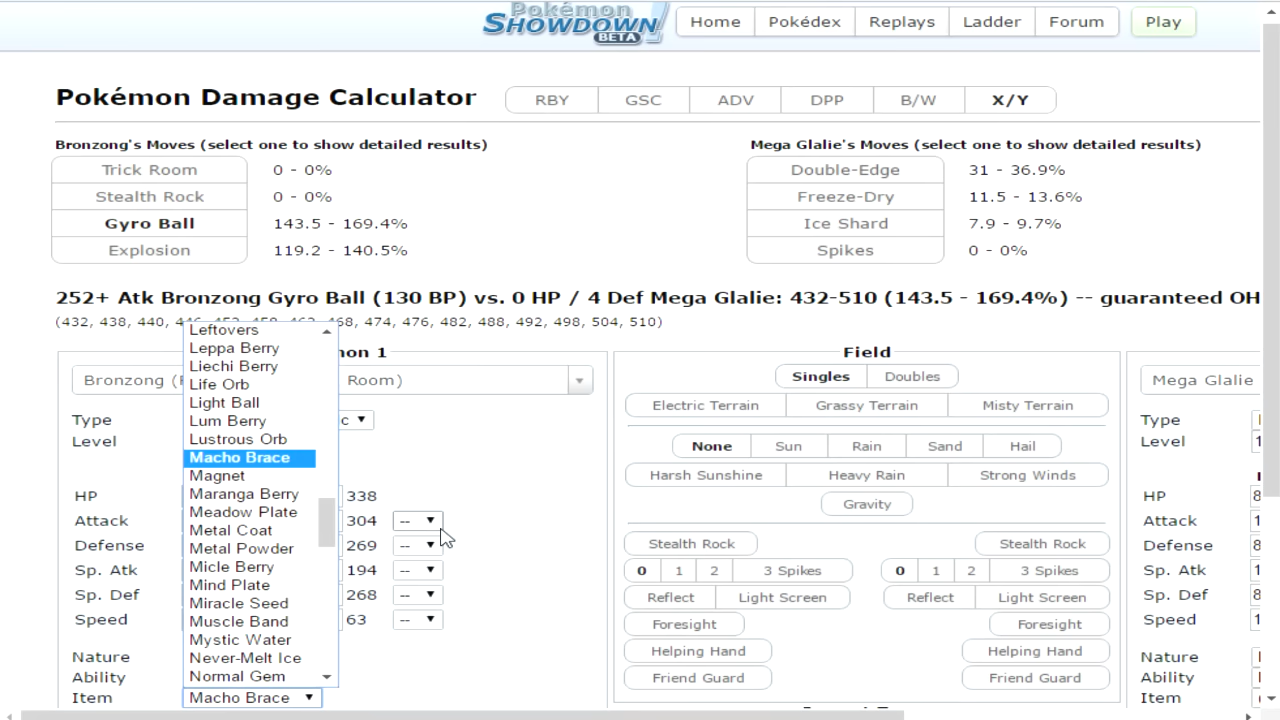 Pokémon
SHOWDOWN
BETA
Home
Pokédex
Replays
Ladder
Forum
Play
Pokémon Damage Calculator
RBY
GSC
ADV
DPP
B/W
X/Y
Bronzong's Moves (select one to show detailed results)
Trick Room 0 - 0%
Stealth Rock 0 - 0%
Gyro Ball 143.5 - 169.4%
Explosion 119.2 - 140.5%
Mega Glalie's Moves (select one to show detailed results)
Double-Edge 31 - 36.9%
Freeze-Dry 11.5 - 13.6%
Ice Shard 7.9 - 9.7%
Spikes 0 - 0%
252+ Atk Bronzong Gyro Ball (130 BP) vs. 0 HP / 4 Def Mega Glalie: 432-510 (143.5 - 169.4%) -- guaranteed OH
(432, 438, 440, 474, 476, 482, 488, 492, 498, 504, 510)
Bronzong ( Room)
Type
Level
HP 338
Attack 304 --
Defense 269 --
Sp. Atk 194 --
Sp. Def 268 --
Speed 63 --
Nature
Ability
Item Macho Brace
Leftovers
Leppa Berry
Liechi Berry
Life Orb
Light Ball
Lum Berry
Lustrous Orb
Macho Brace
Magnet
Maranga Berry
Meadow Plate
Metal Coat
Metal Powder
Micle Berry
Mind Plate
Miracle Seed
Muscle Band
Mystic Water
Never-Melt Ice
Normal Gem
Field
Singles Doubles
Electric Terrain Grassy Terrain Misty Terrain
None Sun Rain Sand Hail
Harsh Sunshine Heavy Rain Strong Winds
Gravity
Stealth Rock Stealth Rock
0 1 2 3 Spikes 0 1 2 3 Spikes
Reflect Light Screen Reflect Light Screen
Foresight Foresight
Helping Hand Helping Hand
Friend Guard Friend Guard
Mega Glalie
Type
Level 1
HP 8
Attack 1
Defense 8
Sp. Atk 8
Sp. Def 8
Speed
Nature
Ability
Item